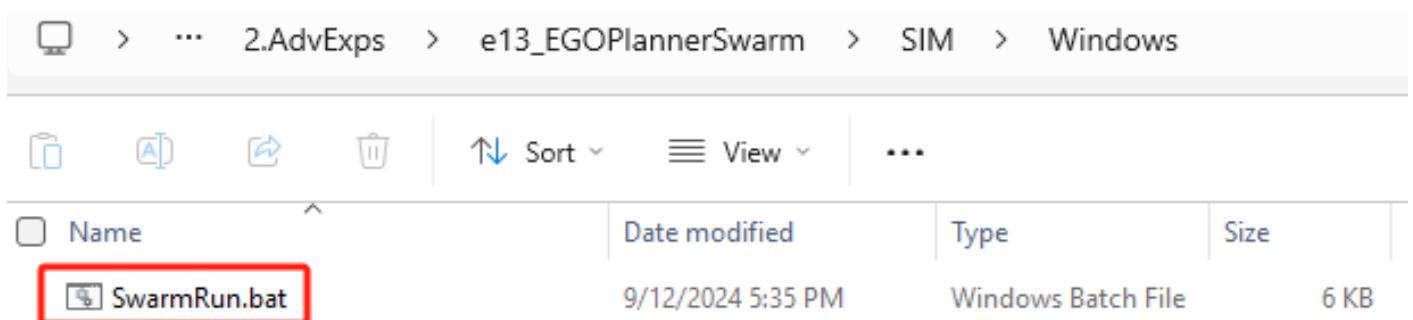 > ... 2.AdvExps > e13_EGOPlannerSwarm > SIM > Windows
Sort View ...
Name Date modified Type Size
SwarmRun.bat 9/12/2024 5:35 PM Windows Batch File 6 KB